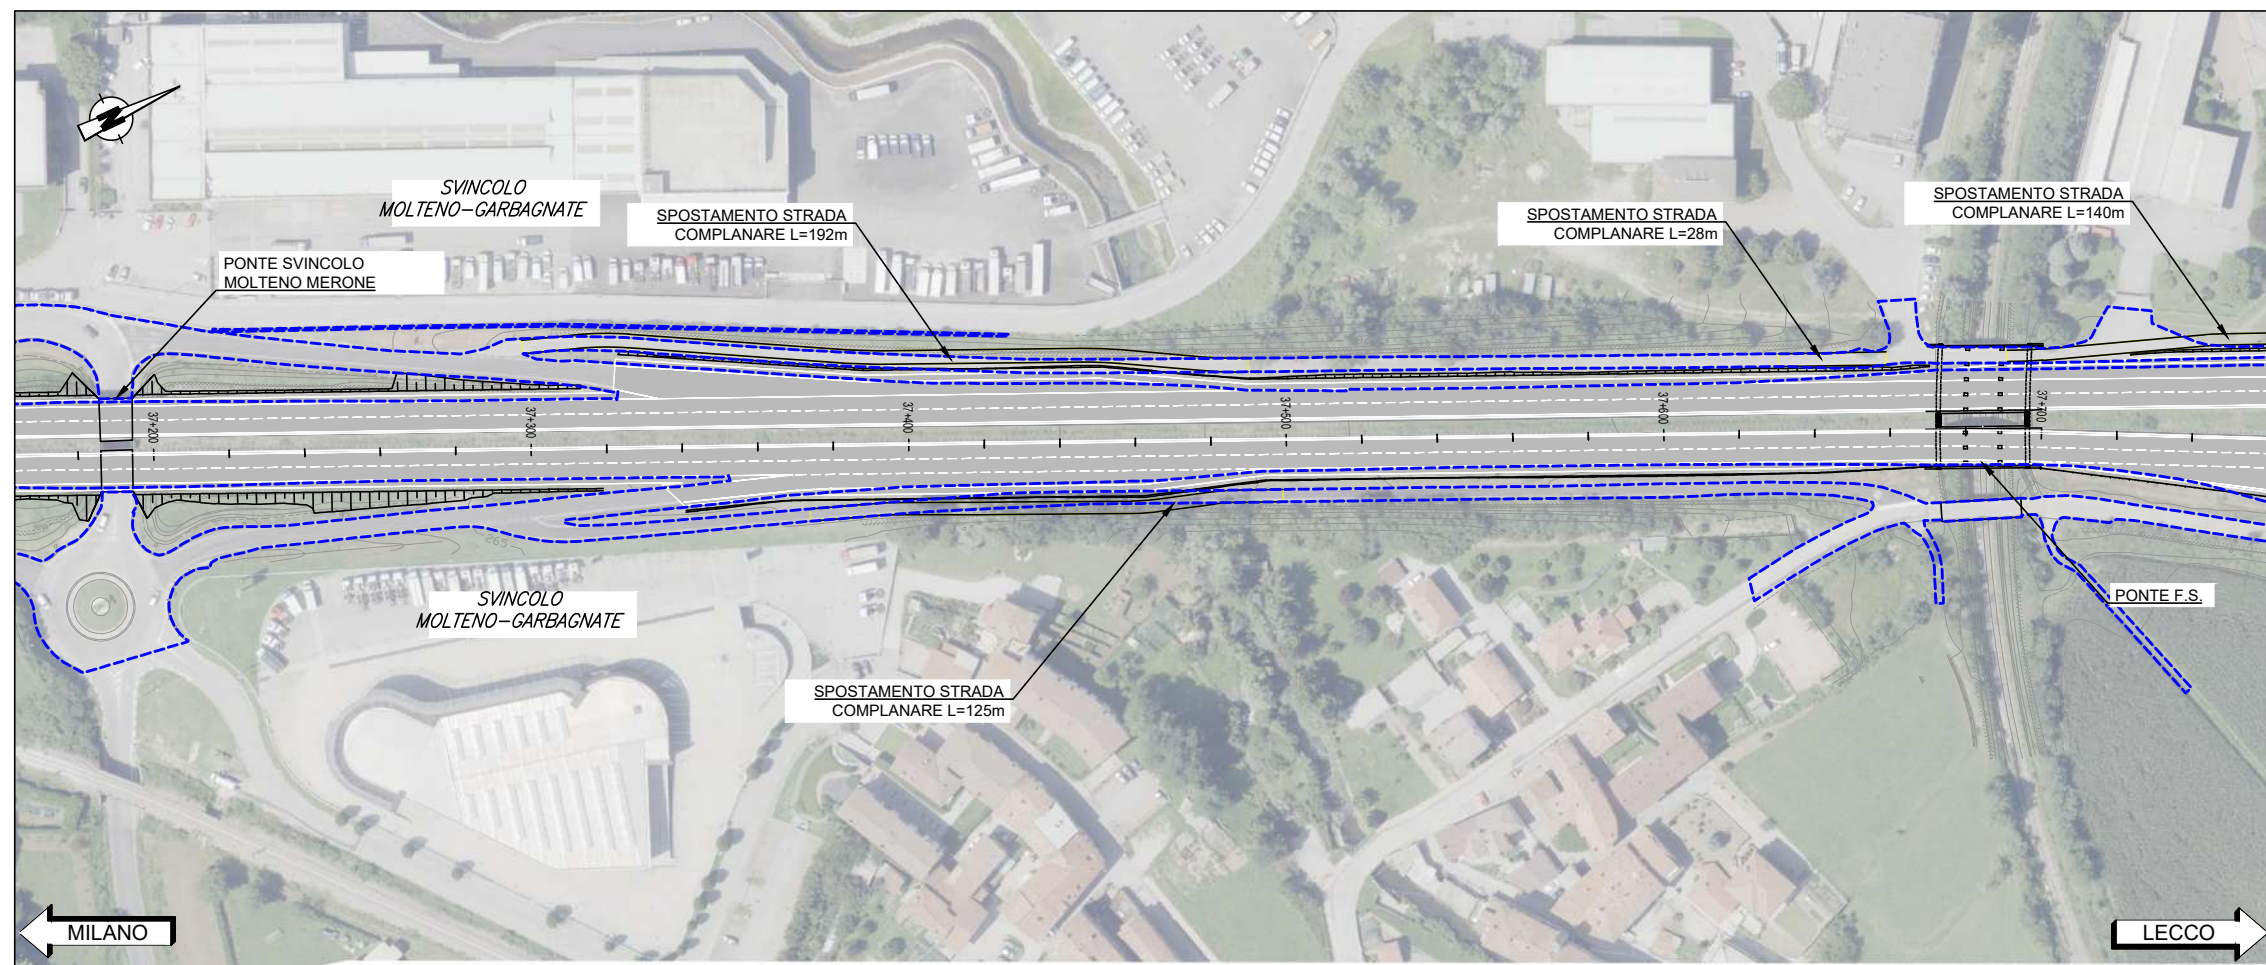 N
SVINCOLO
MOLTENO-GARBAGNATE
SPOSTAMENTO STRADA
COMPLANARE L=192m
SPOSTAMENTO STRADA
COMPLANARE L=28m
SPOSTAMENTO STRADA
COMPLANARE L=140m
PONTE SVINCOLO
MOLTENO MERONE
37+200
37+300
37+400
37+500
37+600
37+700
265
SVINCOLO
MOLTENO-GARBAGNATE
PONTE F.S.
SPOSTAMENTO STRADA
COMPLANARE L=125m
MILANO
LECCO